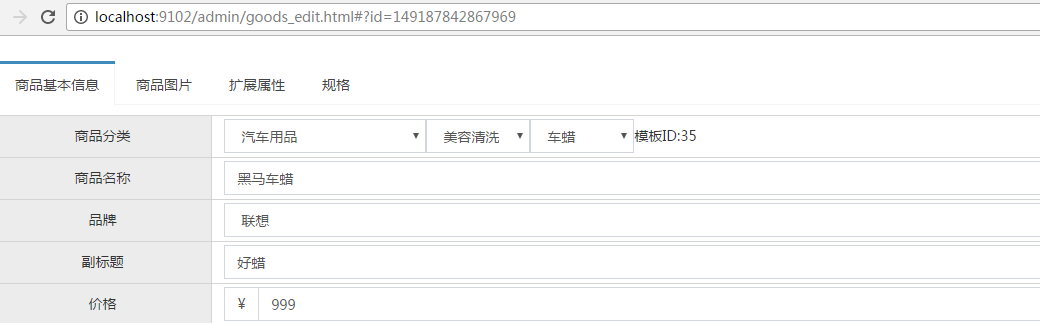 localhost:9102/admin/goods_edit.html#?id=149187842867969
商品基本信息 商品图片 扩展属性 规格
商品分类 汽车用品 美容清洗 车蜡 模板ID:35
商品名称 黑马车蜡
品牌 联想
副标题 好蜡
价格 ¥ 999